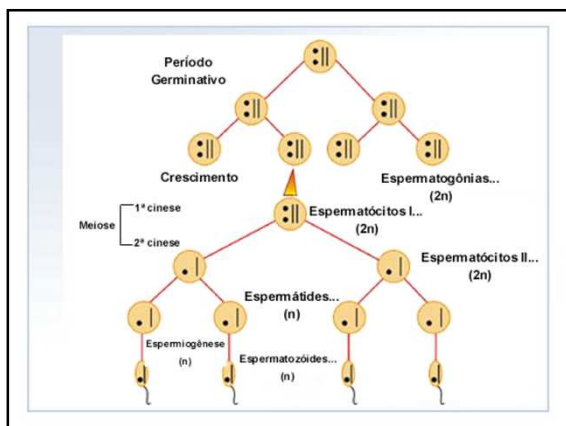 Período
Germinativo
Crescimento
Espermatogônias...
(2n)
Meiose
1ª cinese
2ª cinese
Espermatócitos I...
(2n)
Espermatócitos II...
(2n)
Espermátides...
(n)
Espermiogênese
(n)
Espermatozóides...
(n)